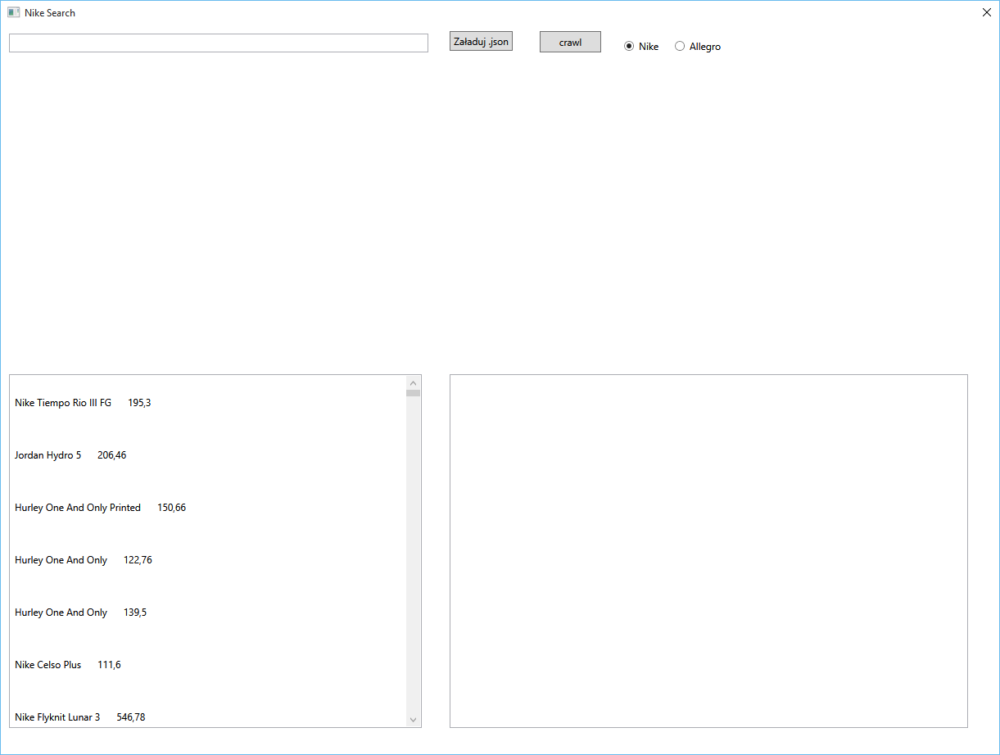 Nike Search
Załaduj .json crawl Nike Allegro
Nike Tiempo Rio III FG 195,3
Jordan Hydro 5 206,46
Hurley One And Only Printed 150,66
Hurley One And Only 122,76
Hurley One And Only 139,5
Nike Celso Plus 111,6
Nike Flyknit Lunar 3 546,78